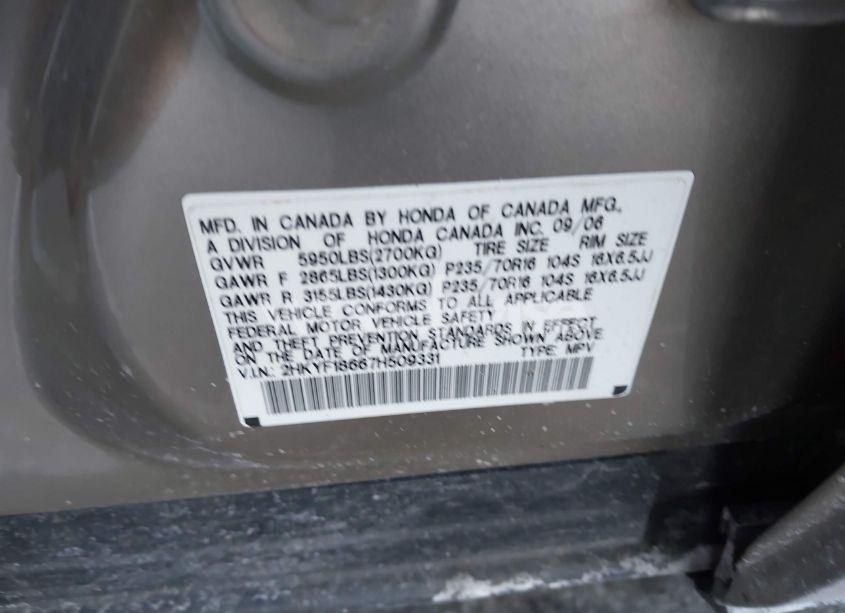 MFD. IN CANADA BY HONDA OF CANADA MFG.,
A DIVISION OF HONDA CANADA INC. 09/06
GVWR 5950LBS(2700KG) TIRE SIZE RIM SIZE
GAWR F 2865LBS(1300KG) P235/70R16 104S 16X6.5JJ
GAWR R 3155LBS(1430KG) P235/70R16 104S 16X6.5JJ
THIS VEHICLE CONFORMS TO ALL APPLICABLE
FEDERAL MOTOR VEHICLE SAFETY
AND THEFT PREVENTION STANDARDS IN EFFECT
ON THE DATE OF MANUFACTURE SHOWN ABOVE.
V.I.N.: 2HKYF18667H509331 TYPE: MPV